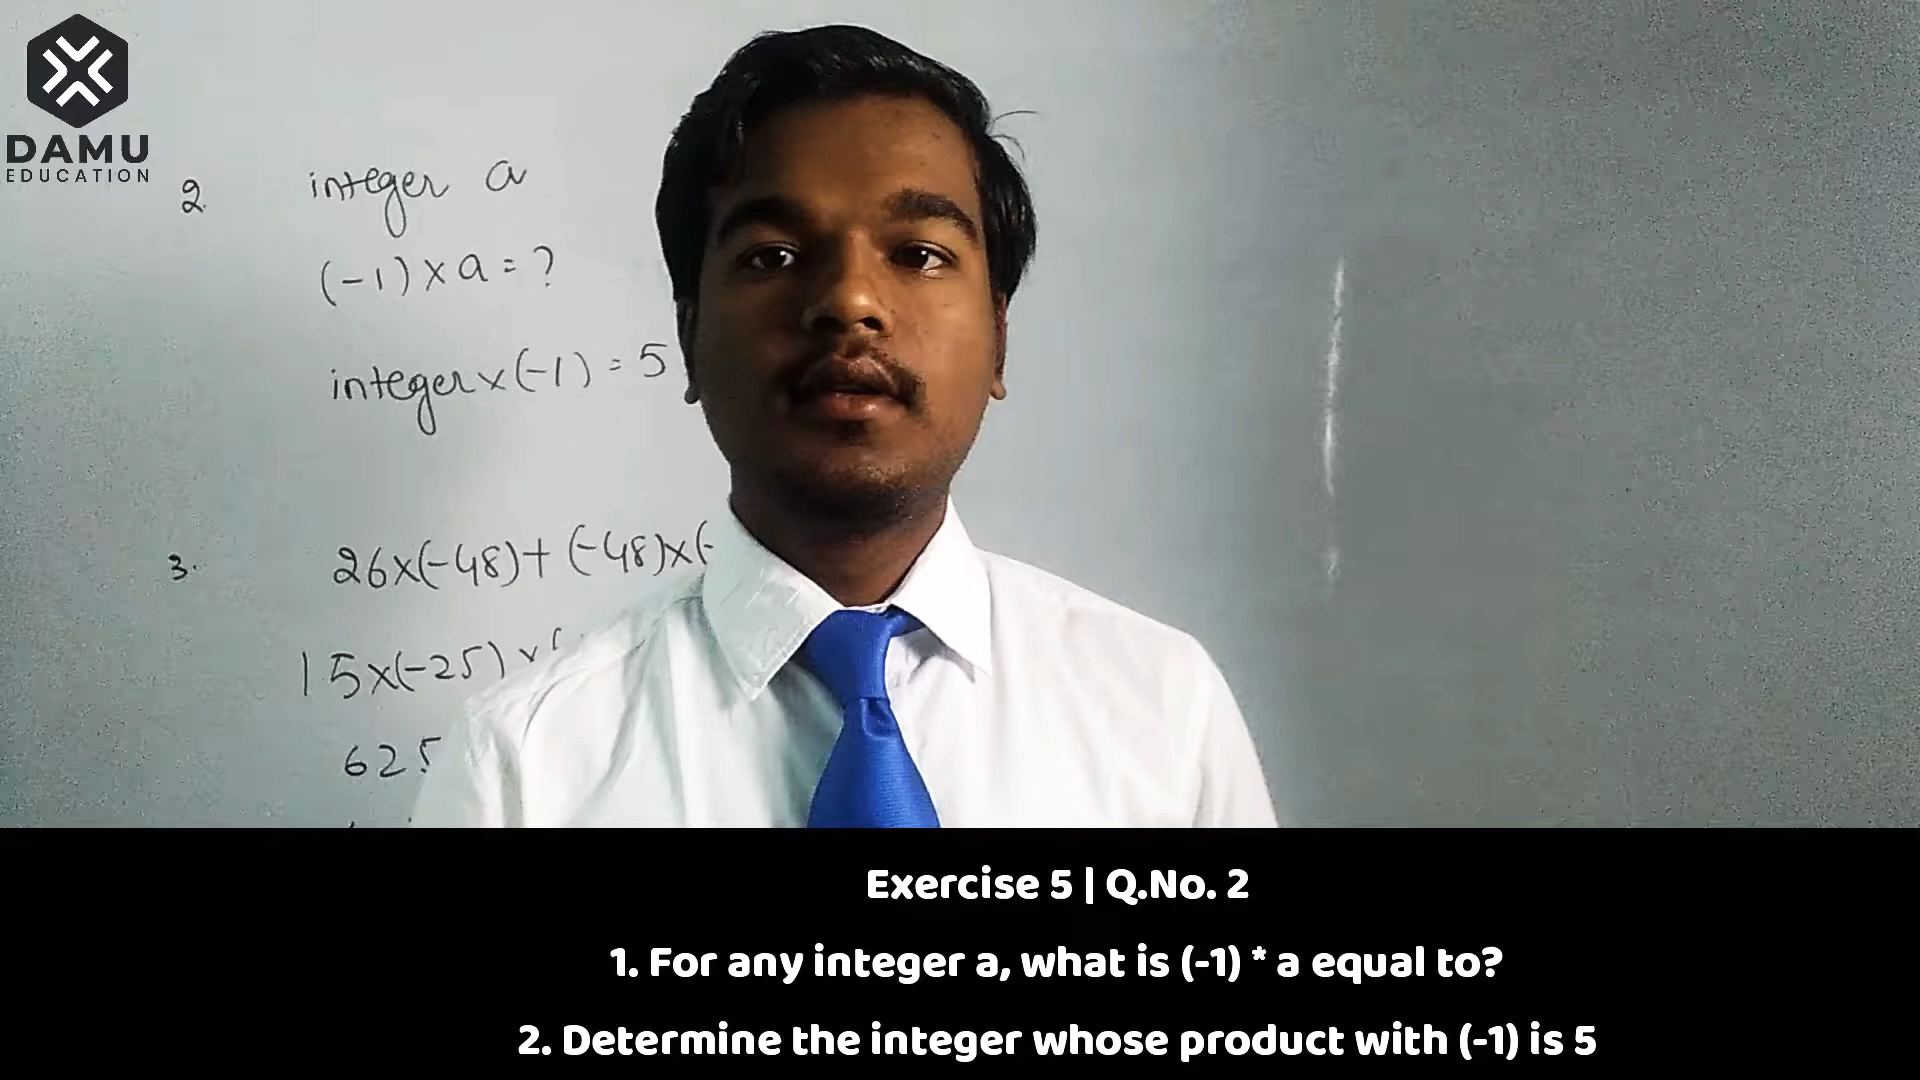 DAMU
EDUCATION
2. integer a
(-1) x a = ?
integer x (-1) = 5
3. 26x(-48)+(-48)x(-
15x(-25)x(
625
Exercise 5 | Q.No. 2
1. For any integer a, what is (-1) * a equal to?
2. Determine the integer whose product with (-1) is 5